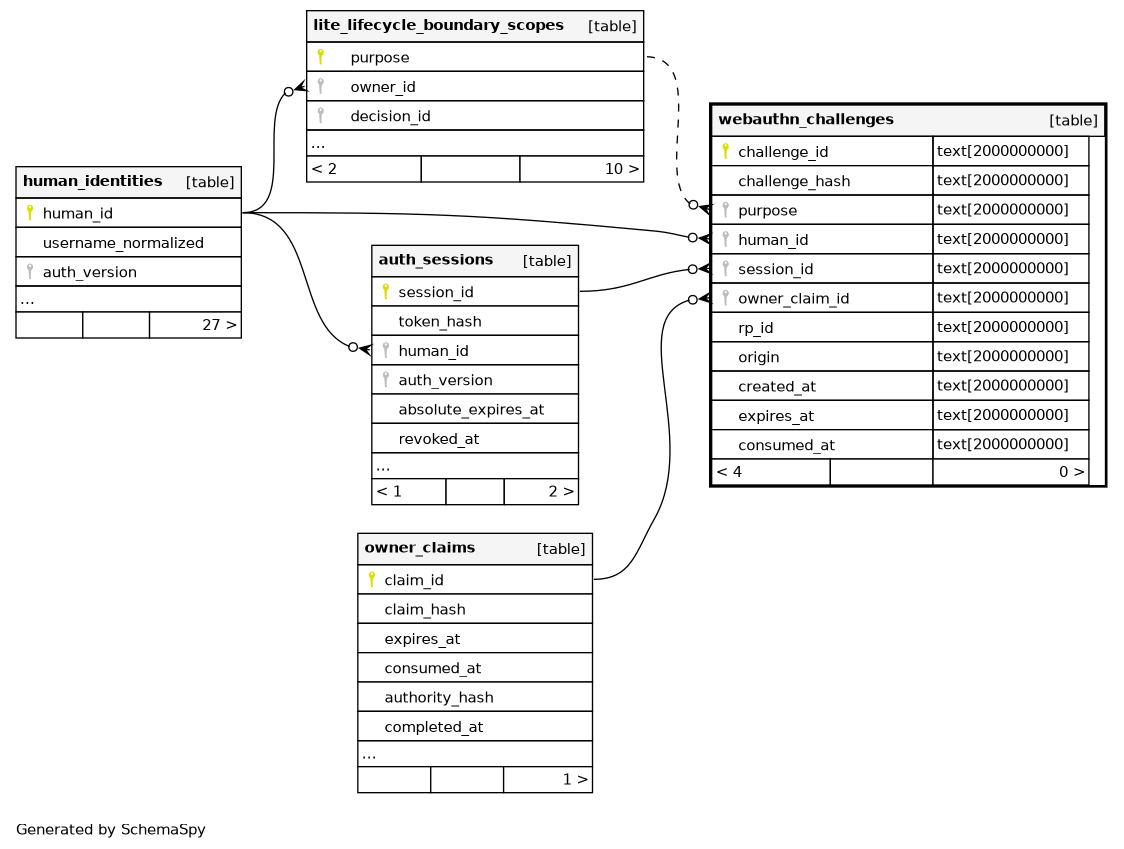 lite_lifecycle_boundary_scopes [table]
purpose
owner_id
decision_id
...
< 2 10 >
human_identities [table]
human_id
username_normalized
auth_version
...
27 >
auth_sessions [table]
session_id
token_hash
human_id
auth_version
absolute_expires_at
revoked_at
...
< 1 2 >
owner_claims [table]
claim_id
claim_hash
expires_at
consumed_at
authority_hash
completed_at
...
1 >
webauthn_challenges [table]
challenge_id text[2000000000]
challenge_hash text[2000000000]
purpose text[2000000000]
human_id text[2000000000]
session_id text[2000000000]
owner_claim_id text[2000000000]
rp_id text[2000000000]
origin text[2000000000]
created_at text[2000000000]
expires_at text[2000000000]
consumed_at text[2000000000]
< 4 0 >
Generated by SchemaSpy